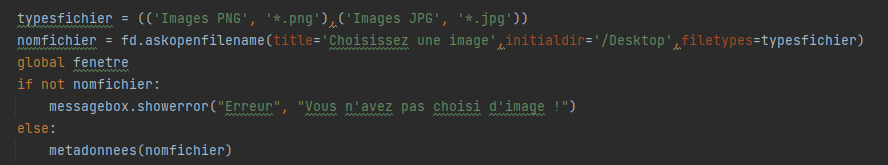 typesfichier = (('Images PNG', '*.png'),('Images JPG', '*.jpg'))
nomfichier = fd.askopenfilename(title='Choisissez une image',initialdir='/Desktop',filetypes=typesfichier)
global fenetre
if not nomfichier:
    messagebox.showerror("Erreur", "Vous n'avez pas choisi d'image !")
else:
    metadonnees(nomfichier)